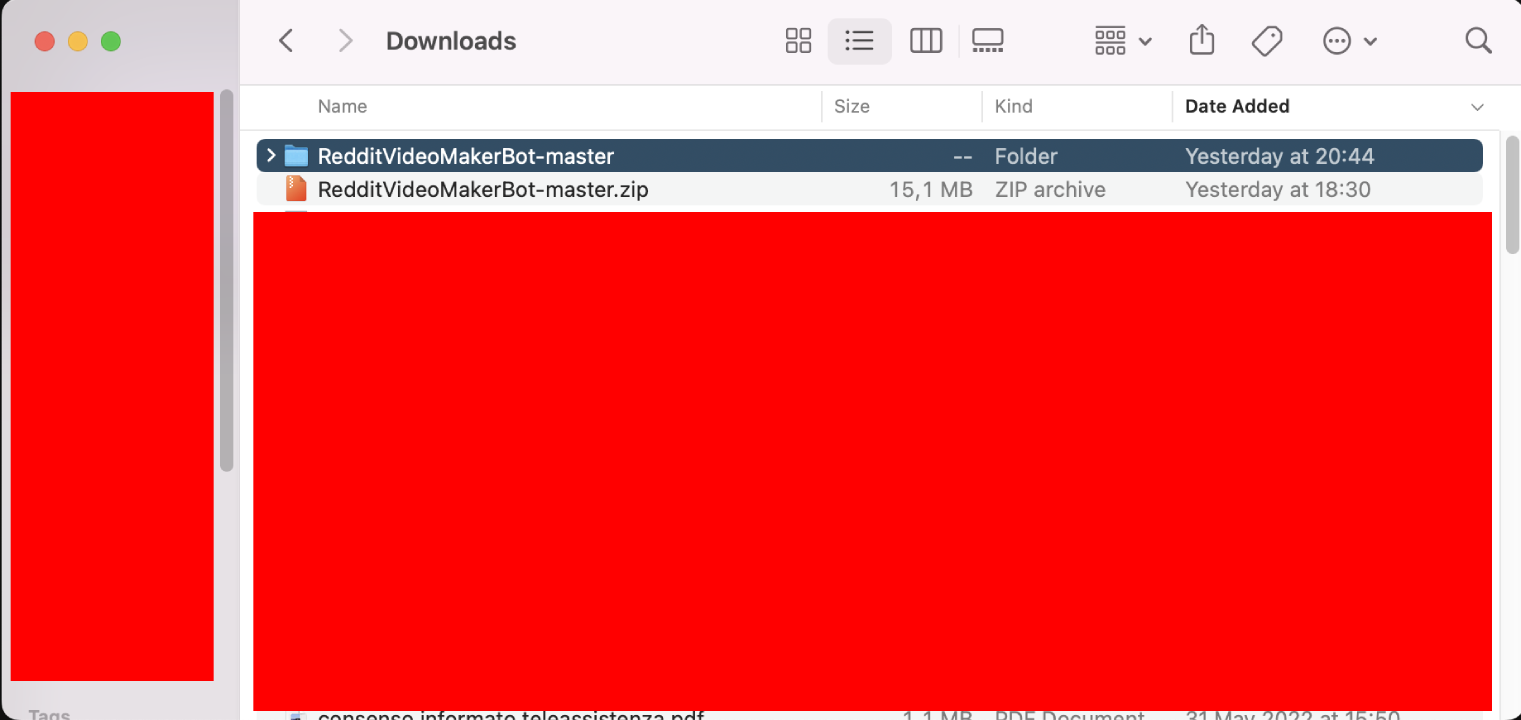 Downloads
Name Size Kind Date Added
RedditVideoMakerBot-master -- Folder Yesterday at 20:44
RedditVideoMakerBot-master.zip 15,1 MB ZIP archive Yesterday at 18:30
Tags
consenso informato teleassistenza.pdf 1,1 MB PDF Document 31 May 2022 at 15:50